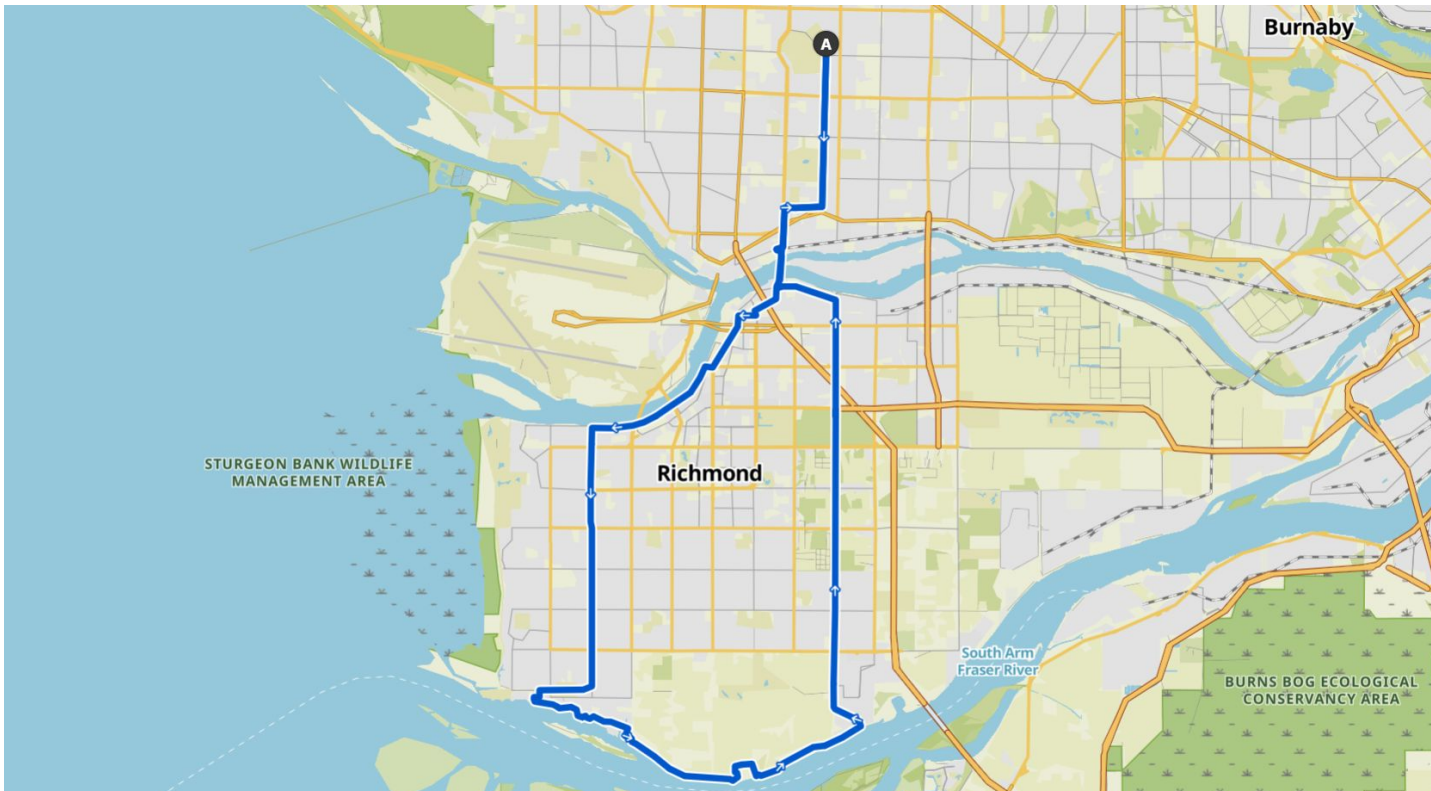 A
Burnaby
STURGEON BANK WILDLIFE
MANAGEMENT AREA
Richmond
South Arm
Fraser River
BURNS BOG ECOLOGICAL
CONSERVANCY AREA